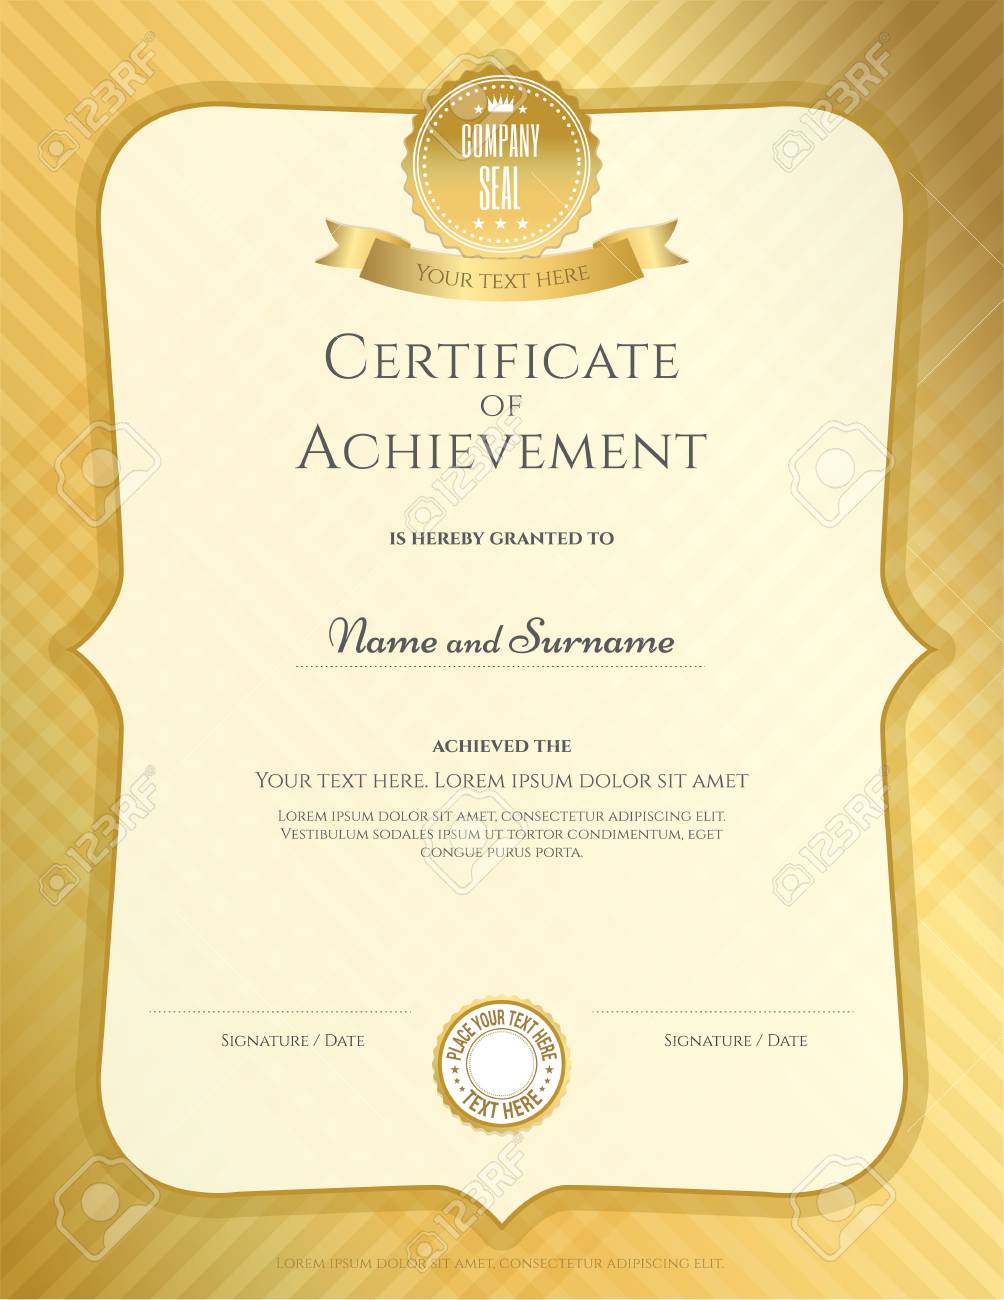 COMPANY
SEAL
YOUR TEXT HERE
CERTIFICATE
OF
ACHIEVEMENT
IS HEREBY GRANTED TO
Name and Surname
ACHIEVED THE
YOUR TEXT HERE. LOREM IPSUM DOLOR SIT AMET
LOREM IPSUM DOLOR SIT AMET, CONSECTETUR ADIPISCING ELIT.
VESTIBULUM SODALES IPSUM UT TORTOR CONDIMENTUM, EGET
CONGUE PURUS PORTA.
SIGNATURE / DATE
PLACE YOUR TEXT HERE
TEXT HERE
SIGNATURE / DATE
LOREM IPSUM DOLOR SIT AMET, CONSECTETUR ADIPISCING ELIT.
123RF
123RF
123RF
123RF
123RF
123RF